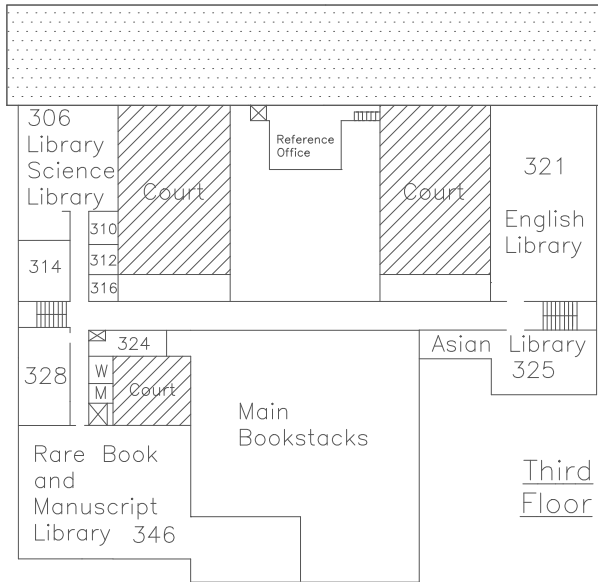 306
Library
Science
Library
Reference
Office
Court
Court
321
English
Library
310
312
314
316
324
Asian Library
325
328
W
M
Court
Main
Bookstacks
Rare Book
and
Manuscript
Library 346
Third
Floor